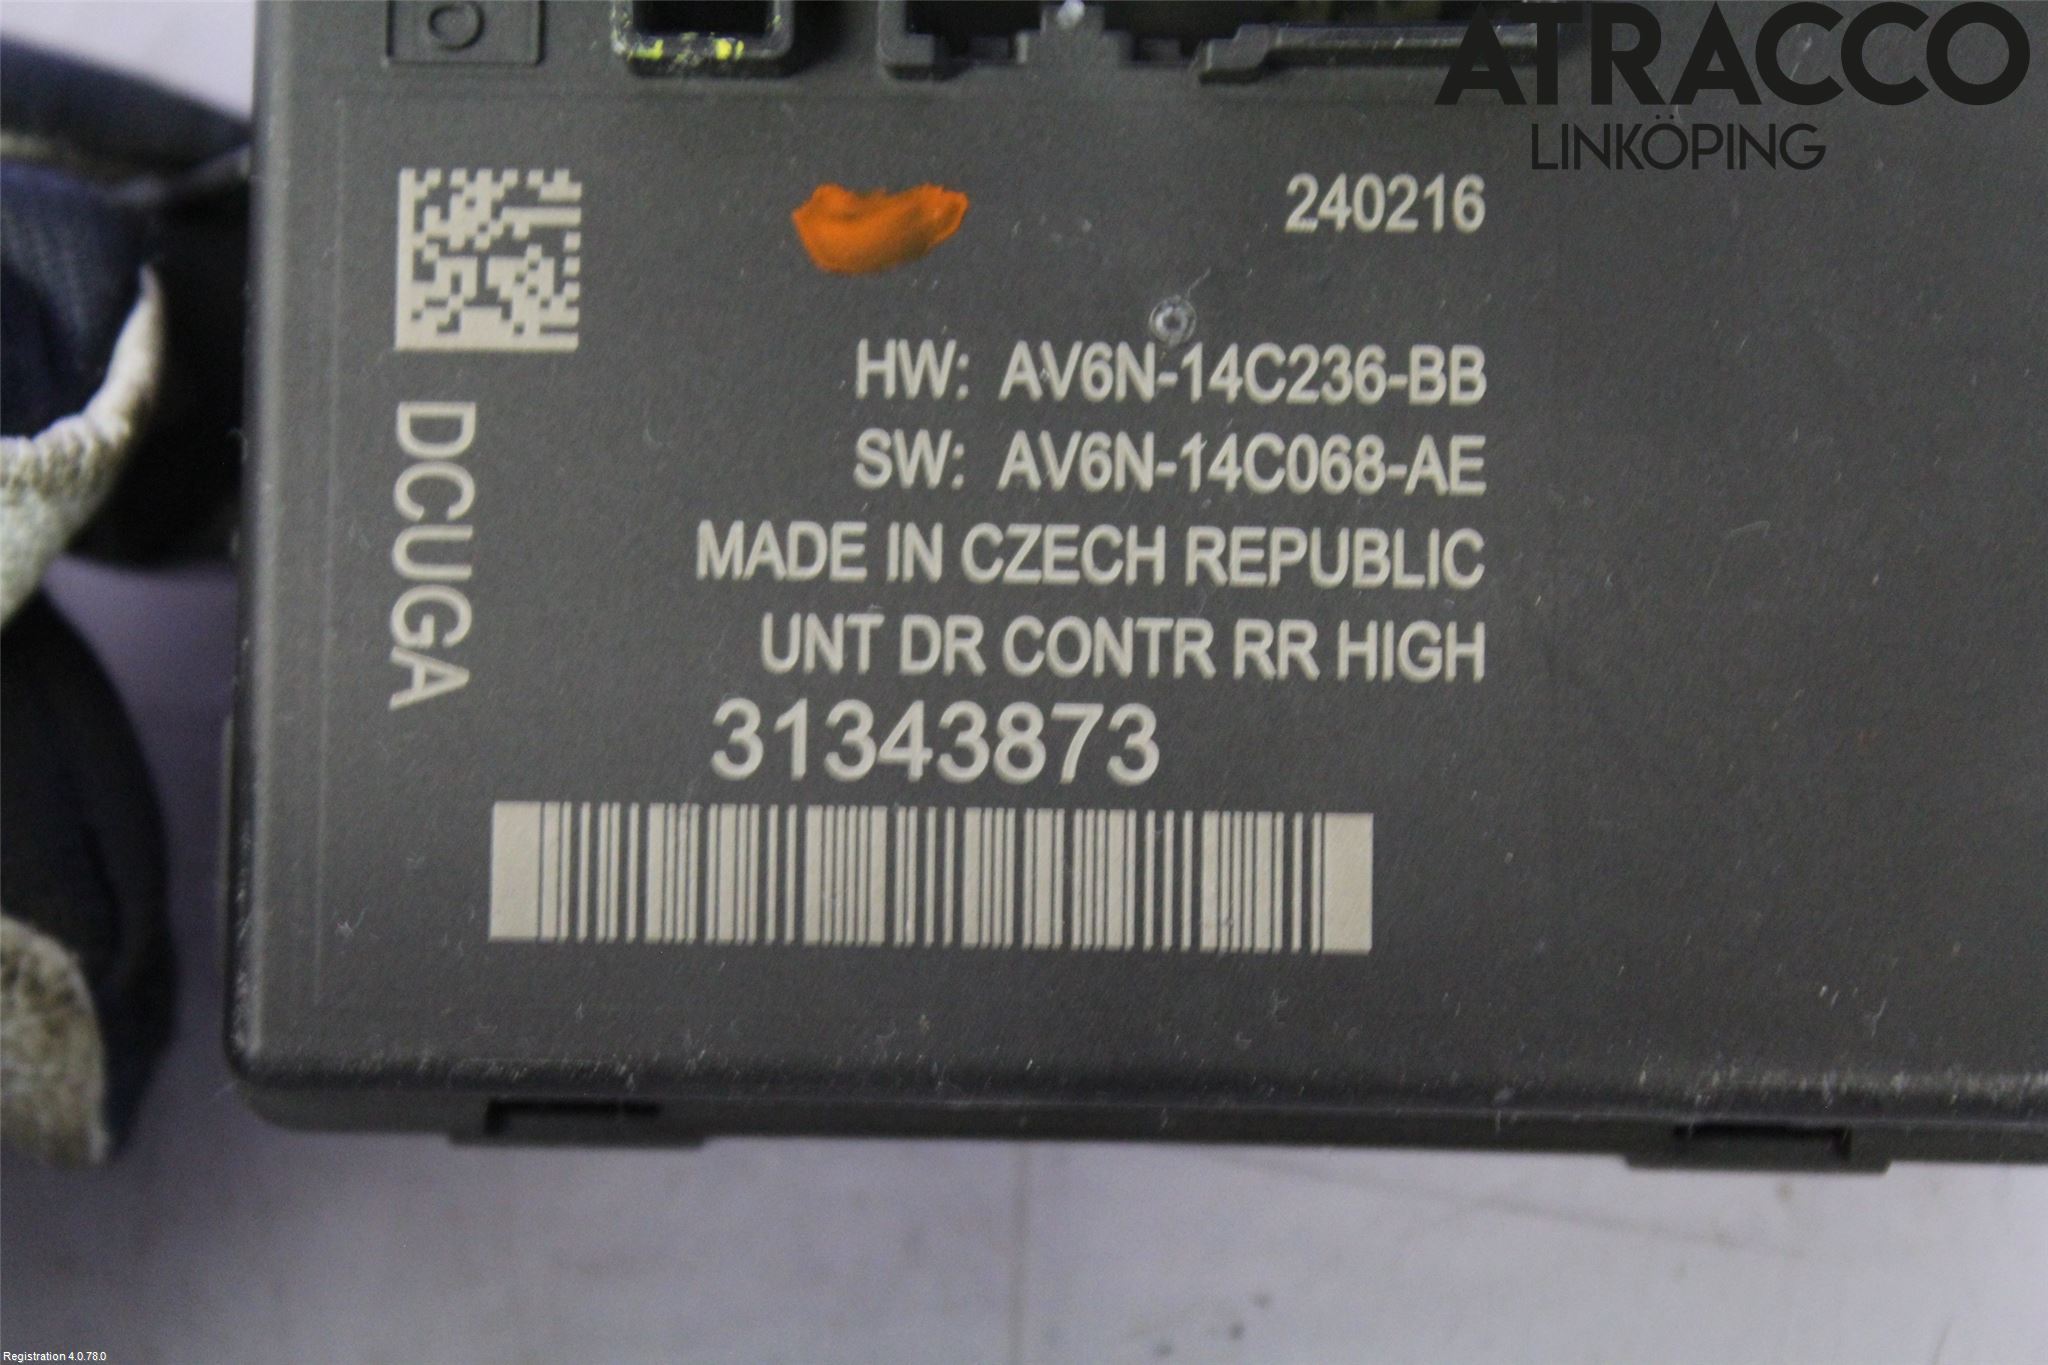 ATRACCO
LINKÖPING
240216
HW: AV6N-14C236-BB
SW: AV6N-14C068-AE
MADE IN CZECH REPUBLIC
UNT DR CONTR RR HIGH
31343873
DCUGA
Registration 4.0.78.0